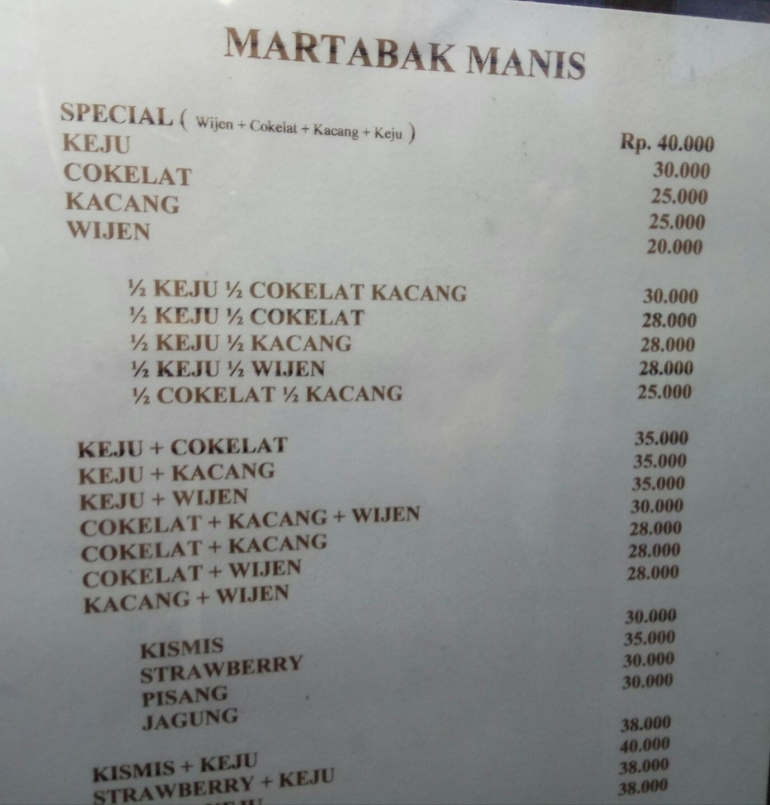 MARTABAK MANIS
SPECIAL ( Wijen + Cokelat + Kacang + Keju ) Rp. 40.000
KEJU 30.000
COKELAT 25.000
KACANG 25.000
WIJEN 20.000
½ KEJU ½ COKELAT KACANG 30.000
½ KEJU ½ COKELAT 28.000
½ KEJU ½ KACANG 28.000
½ KEJU ½ WIJEN 28.000
½ COKELAT ½ KACANG 25.000
KEJU + COKELAT 35.000
KEJU + KACANG 35.000
KEJU + WIJEN 35.000
COKELAT + KACANG + WIJEN 30.000
COKELAT + KACANG 28.000
COKELAT + WIJEN 28.000
KACANG + WIJEN 28.000
KISMIS 30.000
STRAWBERRY 35.000
PISANG 30.000
JAGUNG 30.000
KISMIS + KEJU 38.000
STRAWBERRY + KEJU 40.000
KEJU 38.000
38.000